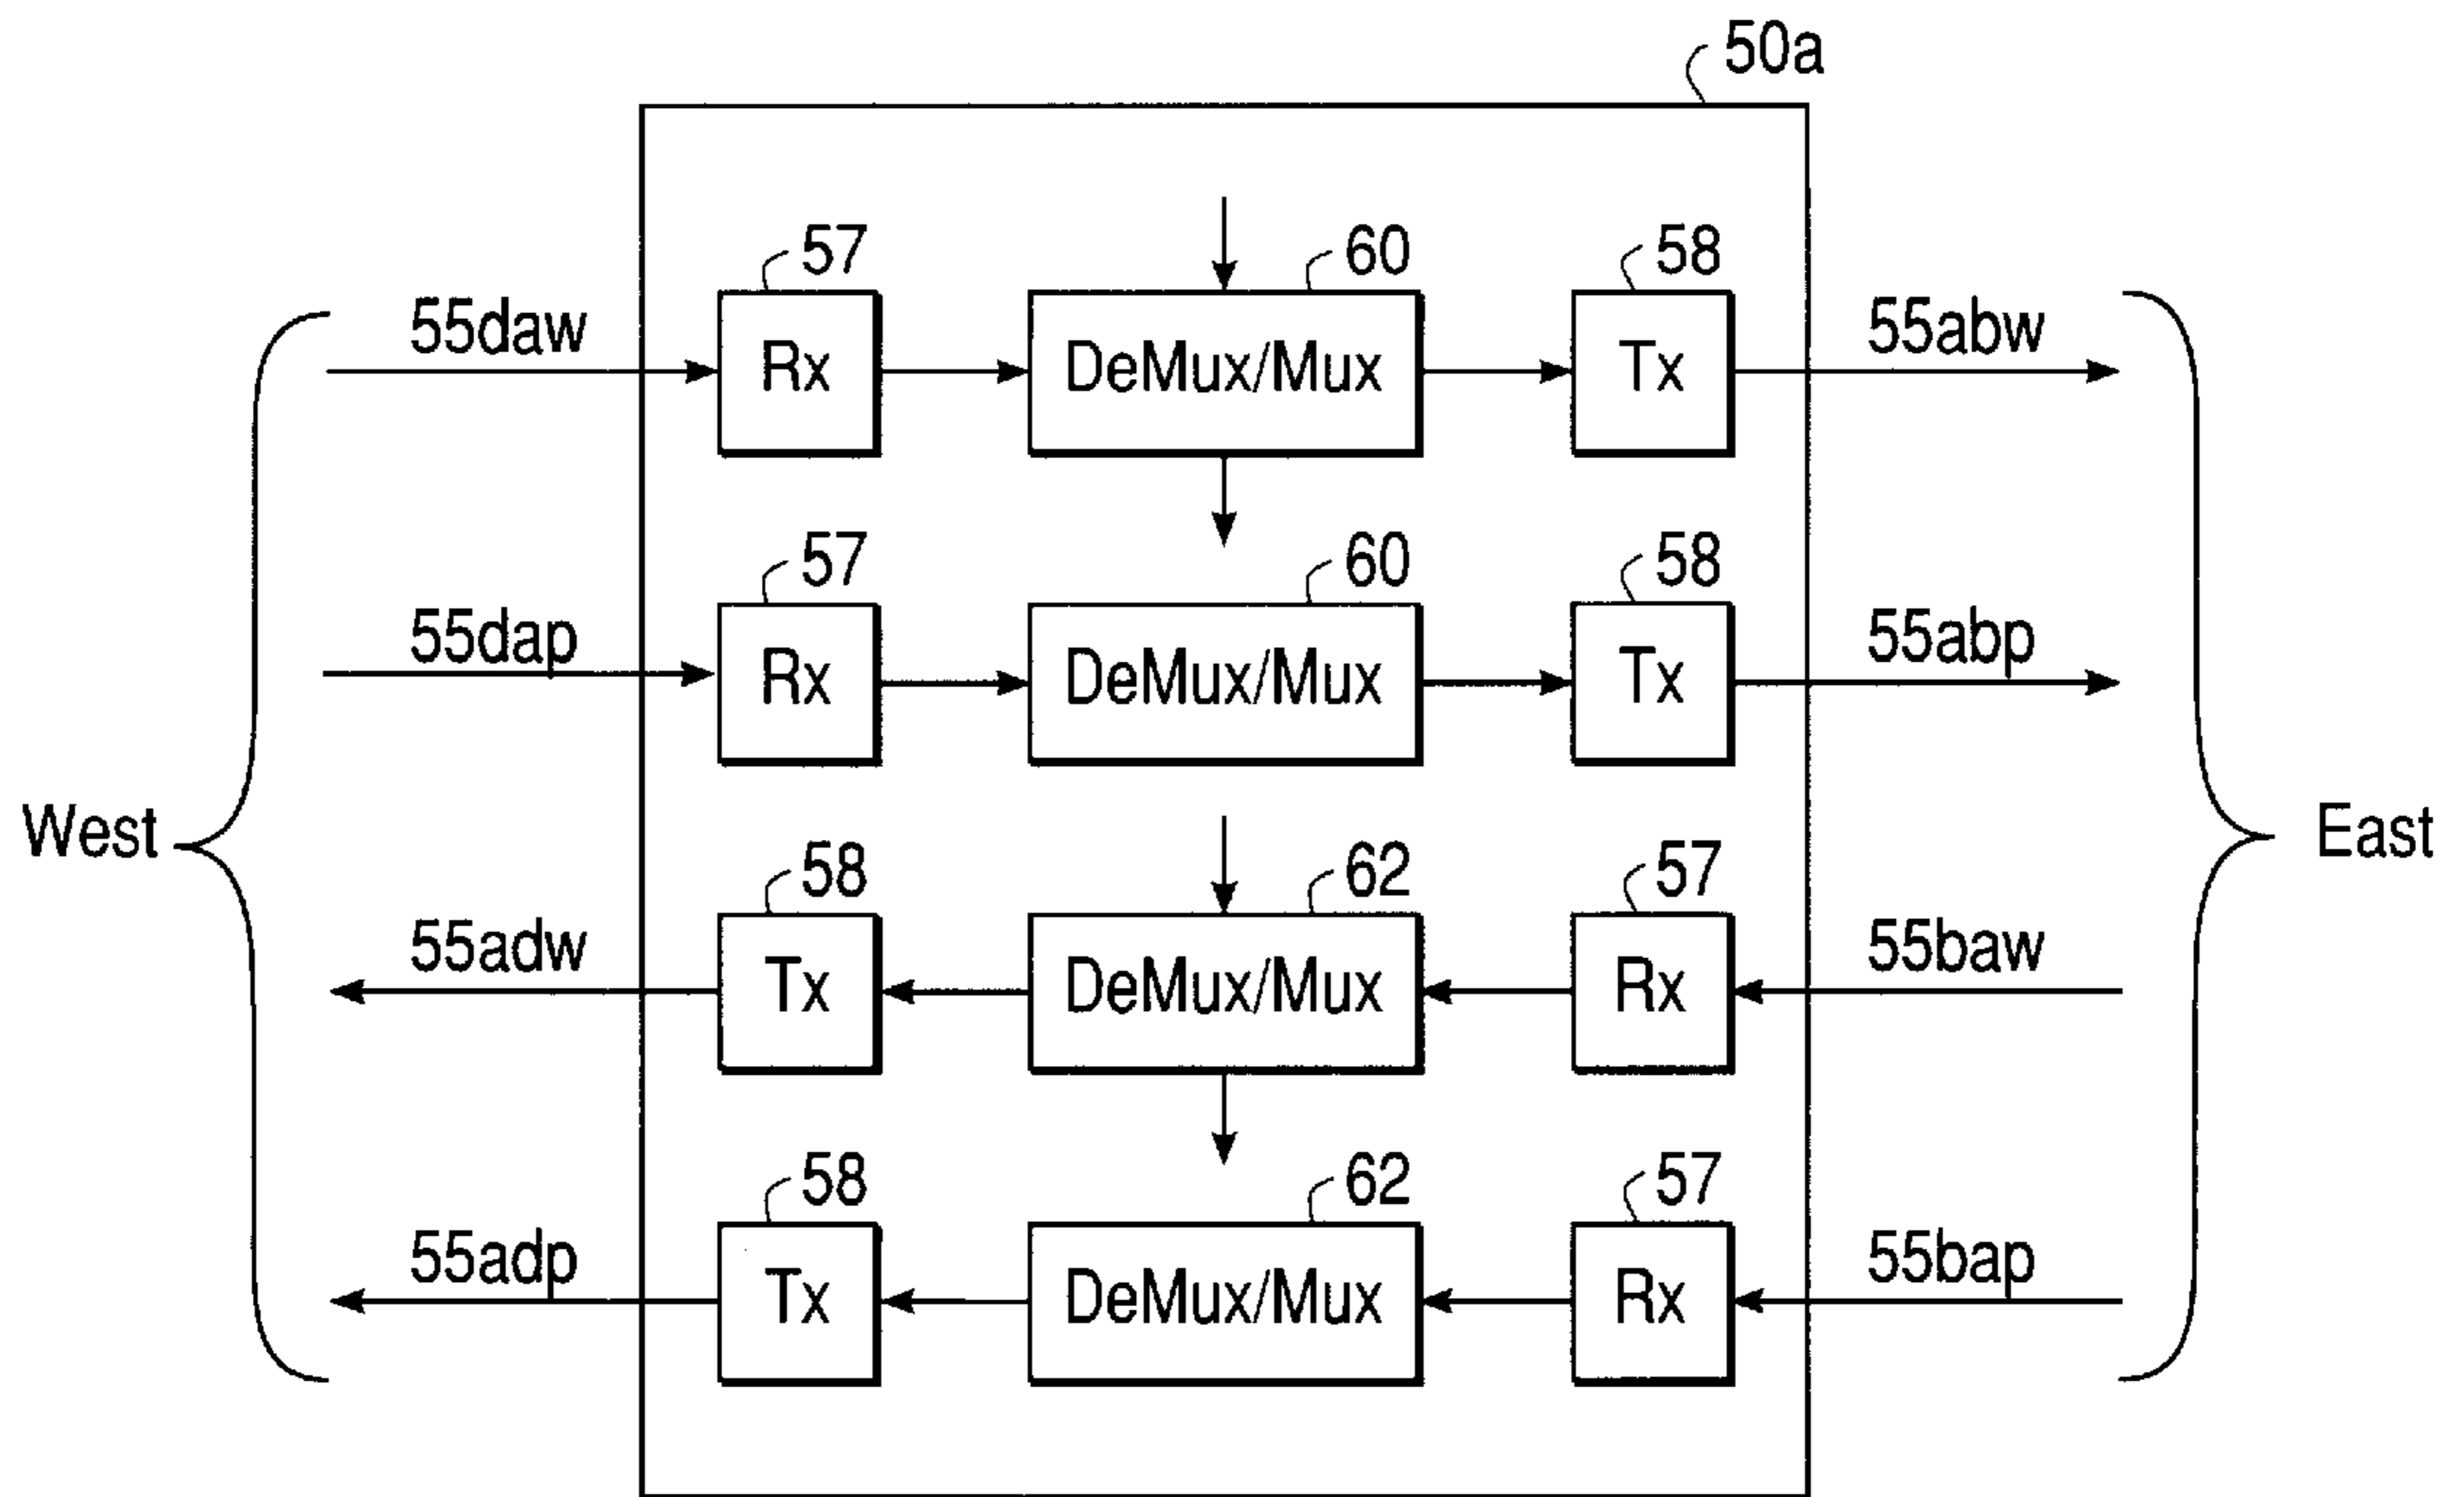 50a
57 60 58
55daw Rx DeMux/Mux Tx 55abw
57 60 58
55dap Rx DeMux/Mux Tx 55abp
West East
58 62 57
55adw Tx DeMux/Mux Rx 55baw
58 62 57
55adp Tx DeMux/Mux Rx 55bap